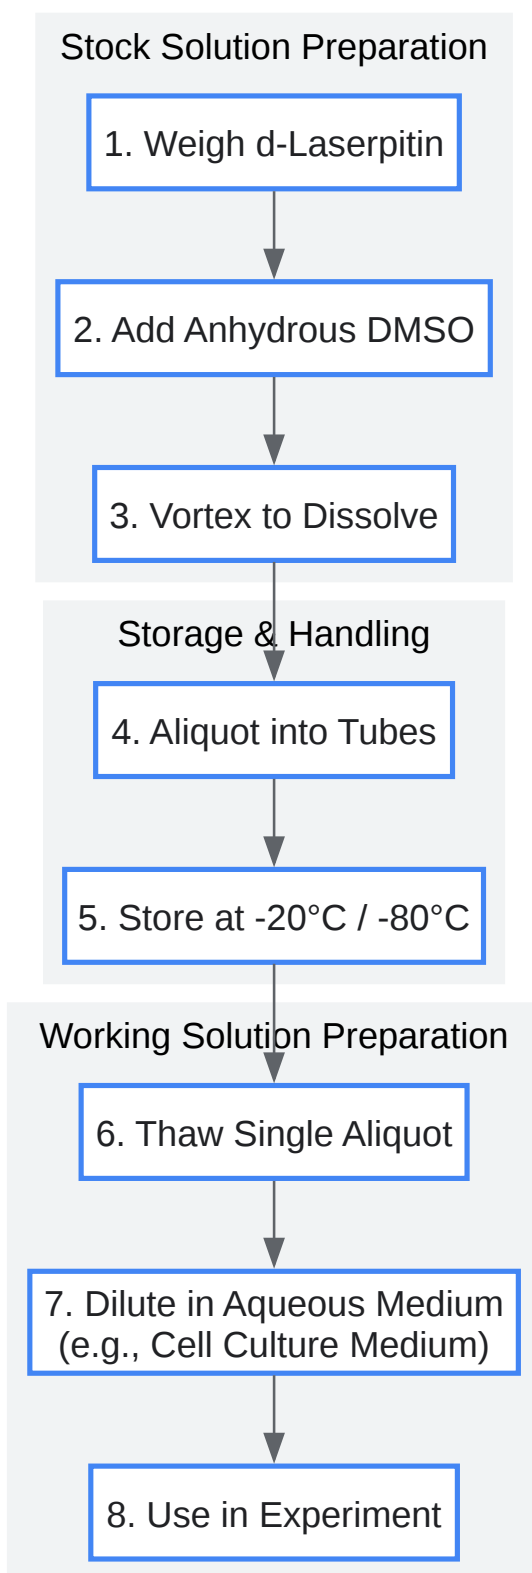 Stock Solution Preparation
1. Weigh d-Laserpitin
2. Add Anhydrous DMSO
3. Vortex to Dissolve
Storage & Handling
4. Aliquot into Tubes
5. Store at -20°C / -80°C
Working Solution Preparation
6. Thaw Single Aliquot
7. Dilute in Aqueous Medium
(e.g., Cell Culture Medium)
8. Use in Experiment